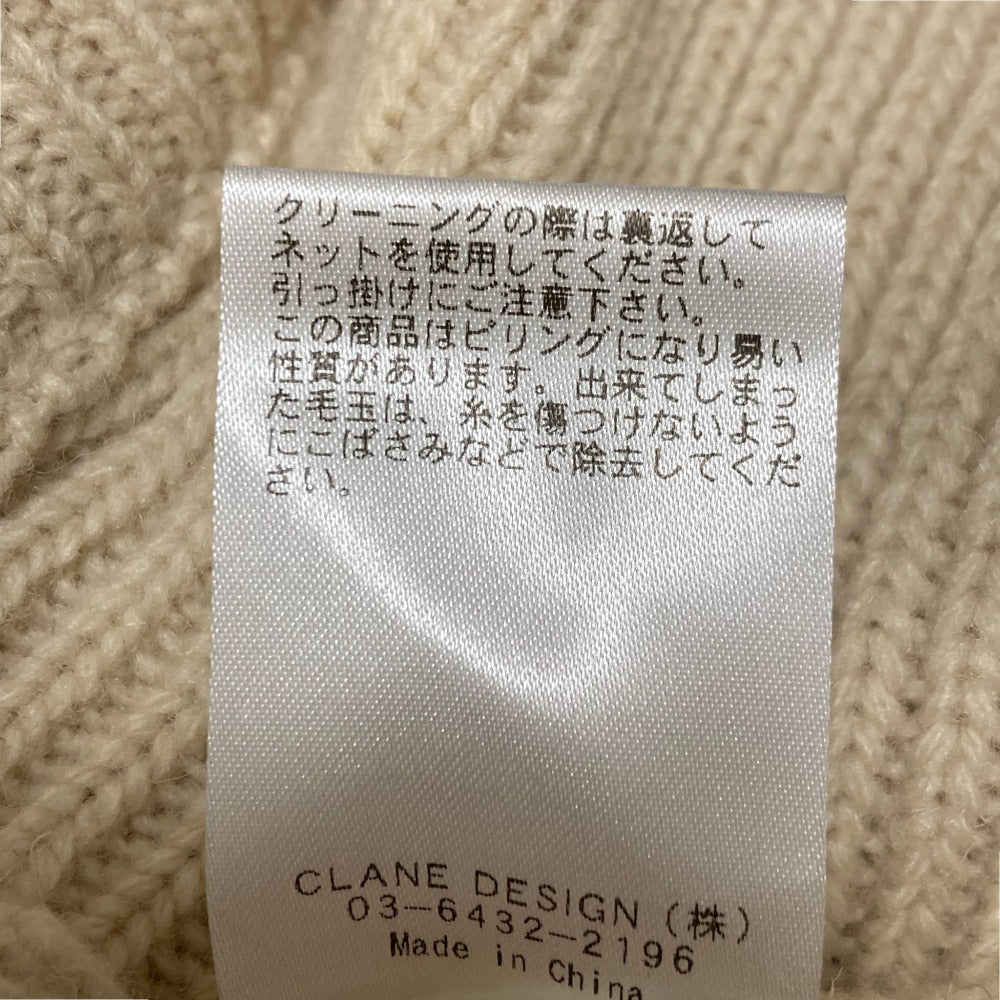 クリーニングの際は裏返して
ネットを使用してください。
引っ掛けにご注意下さい。
この商品はピリングになり易い
性質があります。出来てしまっ
た毛玉は、糸を傷つけないよう
にこばさみなどで除去してくだ
さい。
CLANE DESIGN (株)
03-6432-2196
Made in China